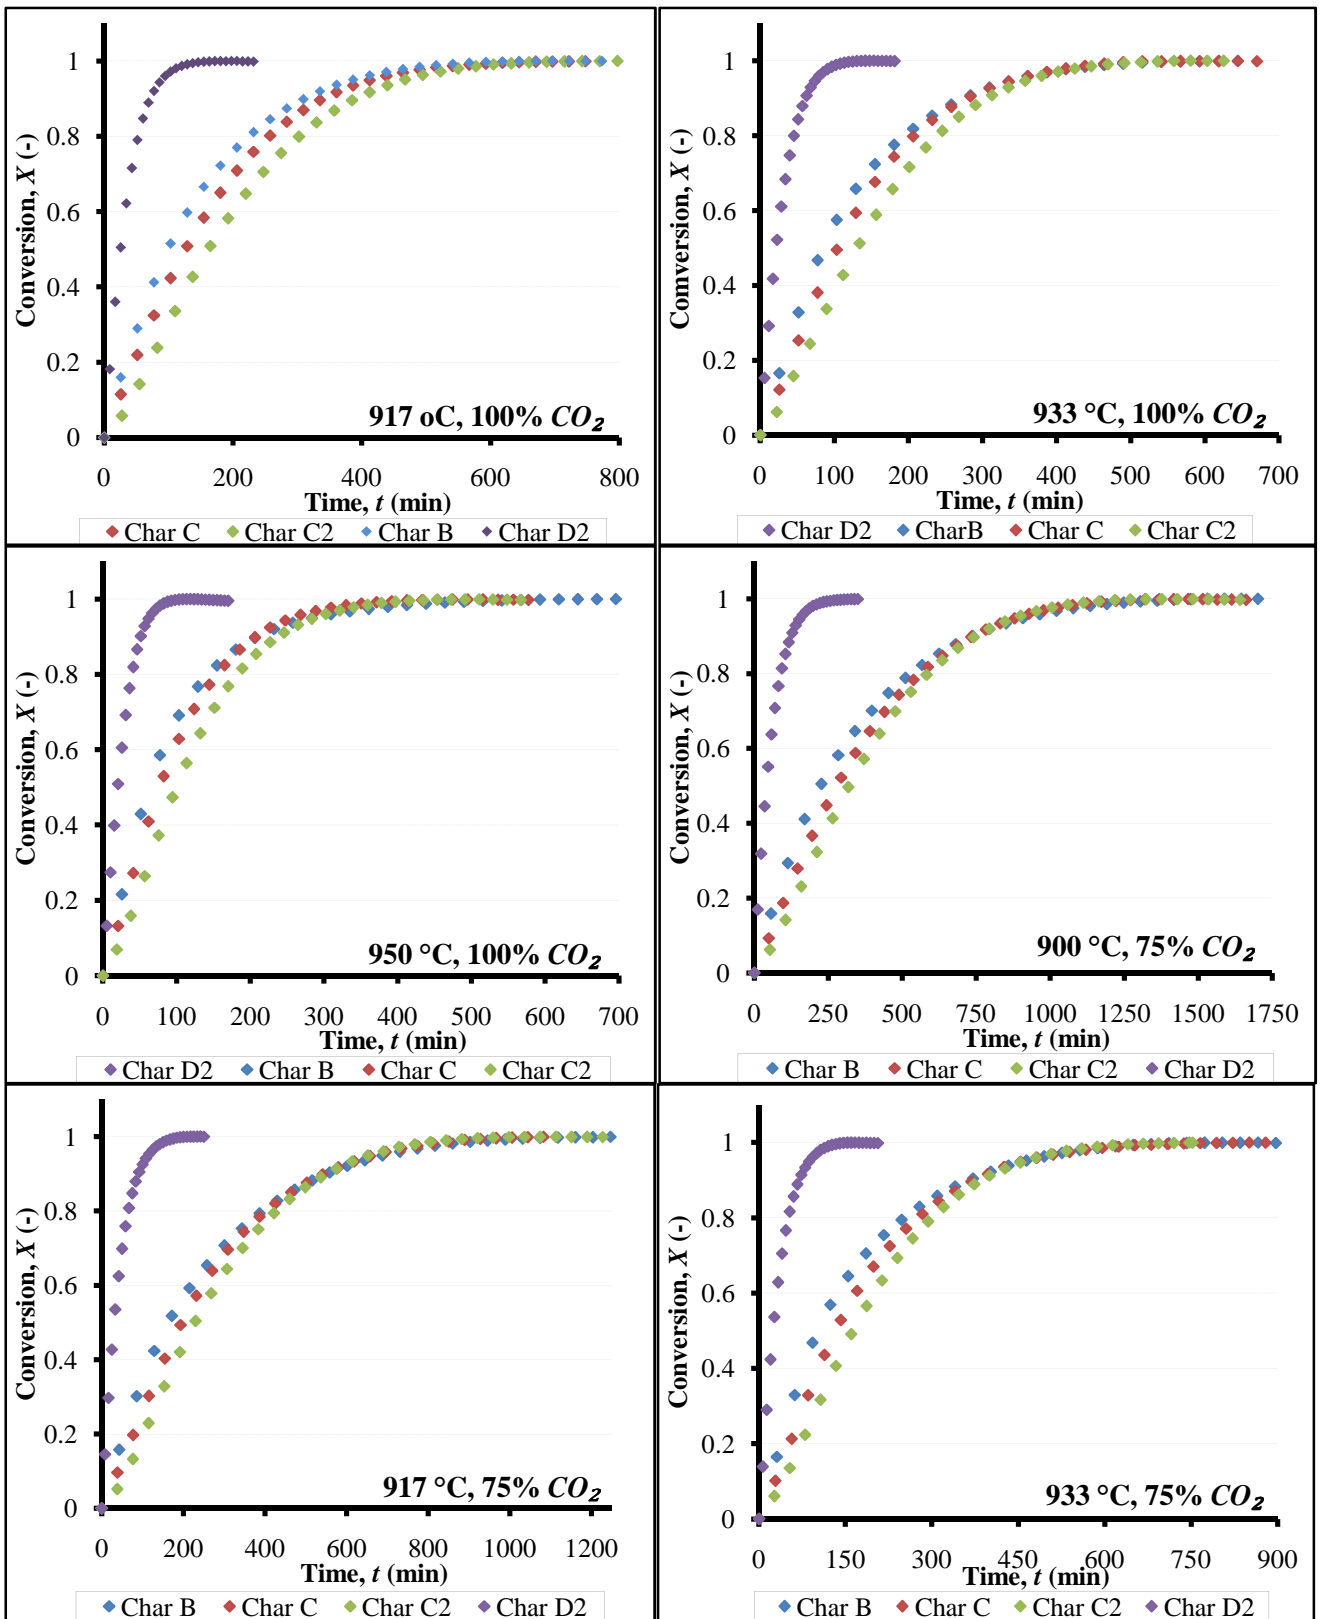 1
0.8
0.6
0.4
0.2
0
Conversion, X (-)
917 oC, 100% CO₂
0 200 400 600 800
Time, t (min)
Char C Char C2 Char B Char D2
1
0.8
0.6
0.4
0.2
0
Comversion, X (-)
933 °C, 100% CO₂
0 100 200 300 400 500 600 700
Time, t (min)
Char D2 CharB Char C Char C2
1
0.8
0.6
0.4
0.2
0
Conversion, X (-)
950 °C, 100% CO₂
0 100 200 300 400 500 600 700
Time, t (min)
Char D2 Char B Char C Char C2
1
0.8
0.6
0.4
0.2
0
Conversion, X (-)
900 °C, 75% CO₂
0 250 500 750 1000 1250 1500 1750
Time, t (min)
Char B Char C Char C2 Char D2
1
0.8
0.6
0.4
0.2
0
Conversion, X (-)
917 °C, 75% CO₂
0 200 400 600 800 1000 1200
Time, t (min)
Char B Char C Char C2 Char D2
1
0.8
0.6
0.4
0.2
0
Conversion, X (-)
933 °C, 75% CO₂
0 150 300 450 600 750 900
Time, t (min)
Char B Char C Char C2 Char D2